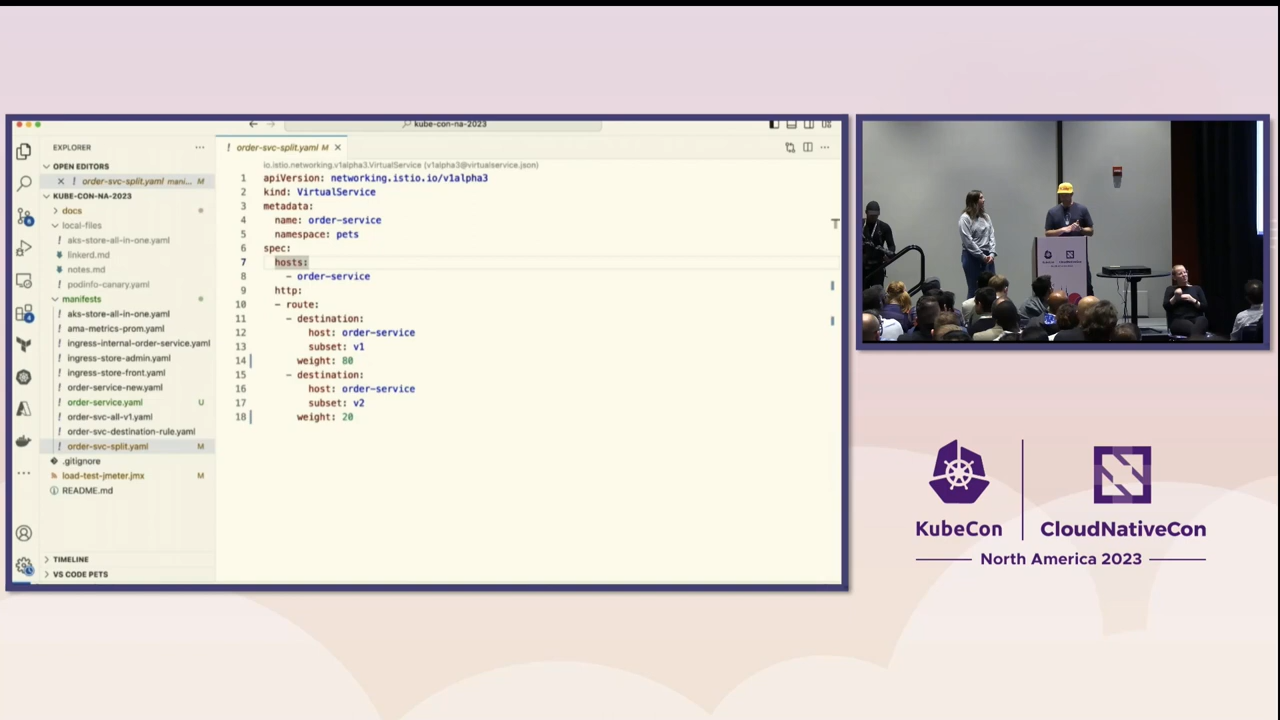 kube-con-na-2023
EXPLORER
OPEN EDITORS
order-svc-split.yaml mani... M
KUBE-CON-NA-2023
docs
local-files
! aks-store-all-in-one.yaml
linkerd.md
notes.md
! podinfo-canary.yaml
manifests
! aks-store-all-in-one.yaml
! ama-metrics-prom.yaml
! ingress-internal-order-service.yaml
! ingress-store-admin.yaml
! ingress-store-front.yaml
! order-service-new.yaml
! order-service.yaml U
! order-svc-all-v1.yaml
! order-svc-destination-rule.yaml
! order-svc-split.yaml M
.gitignore
load-test-jmeter.jmx M
README.md
TIMELINE
VS CODE PETS
! order-svc-split.yaml M
io.istio.networking.v1alpha3.VirtualService (v1alpha3@virtualservice.json)
1 apiVersion: networking.istio.io/v1alpha3
2 kind: VirtualService
3 metadata:
4 name: order-service
5 namespace: pets
6 spec:
7 hosts:
8 - order-service
9 http:
10 - route:
11 - destination:
12 host: order-service
13 subset: v1
14 weight: 80
15 - destination:
16 host: order-service
17 subset: v2
18 weight: 20
KubeCon
CloudNativeCon
North America 2023